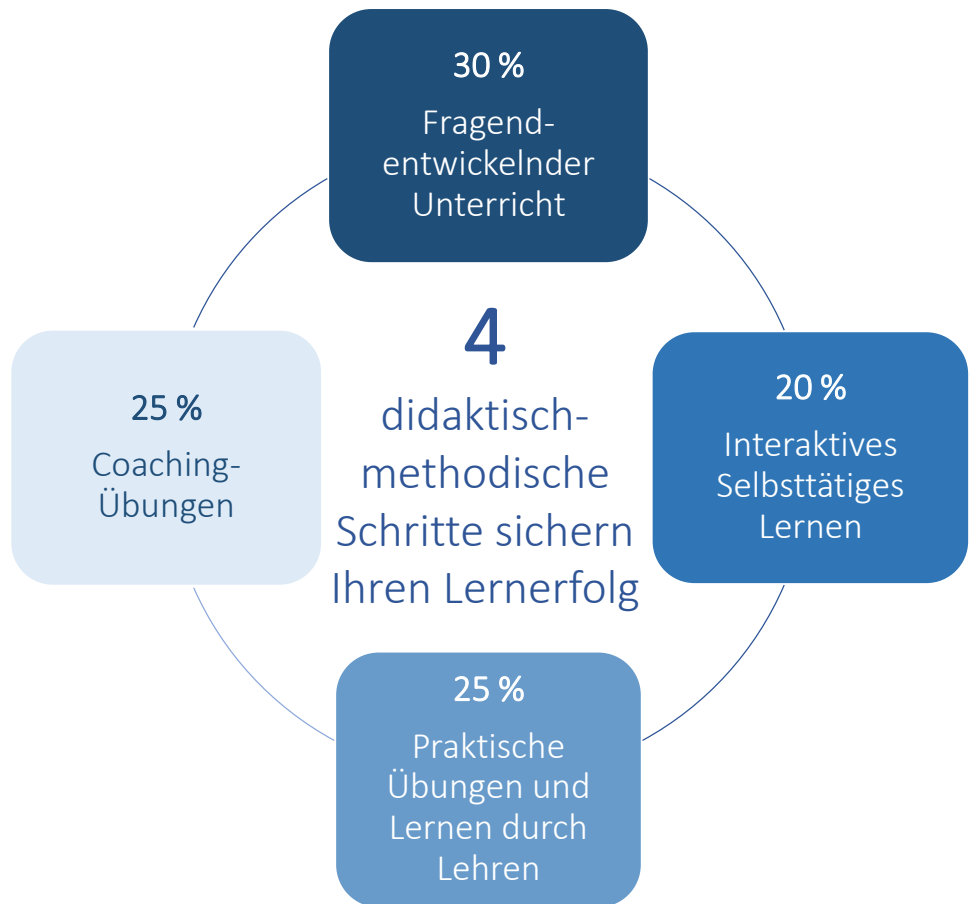 30 %
Fragend-
entwickelnder
Unterricht
4
didaktisch-
methodische
Schritte sichern
Ihren Lernerfolg
20 %
Interaktives
Selbsttätiges
Lernen
25 %
Praktische
Übungen und
Lernen durch
Lehren
25 %
Coaching-
Übungen